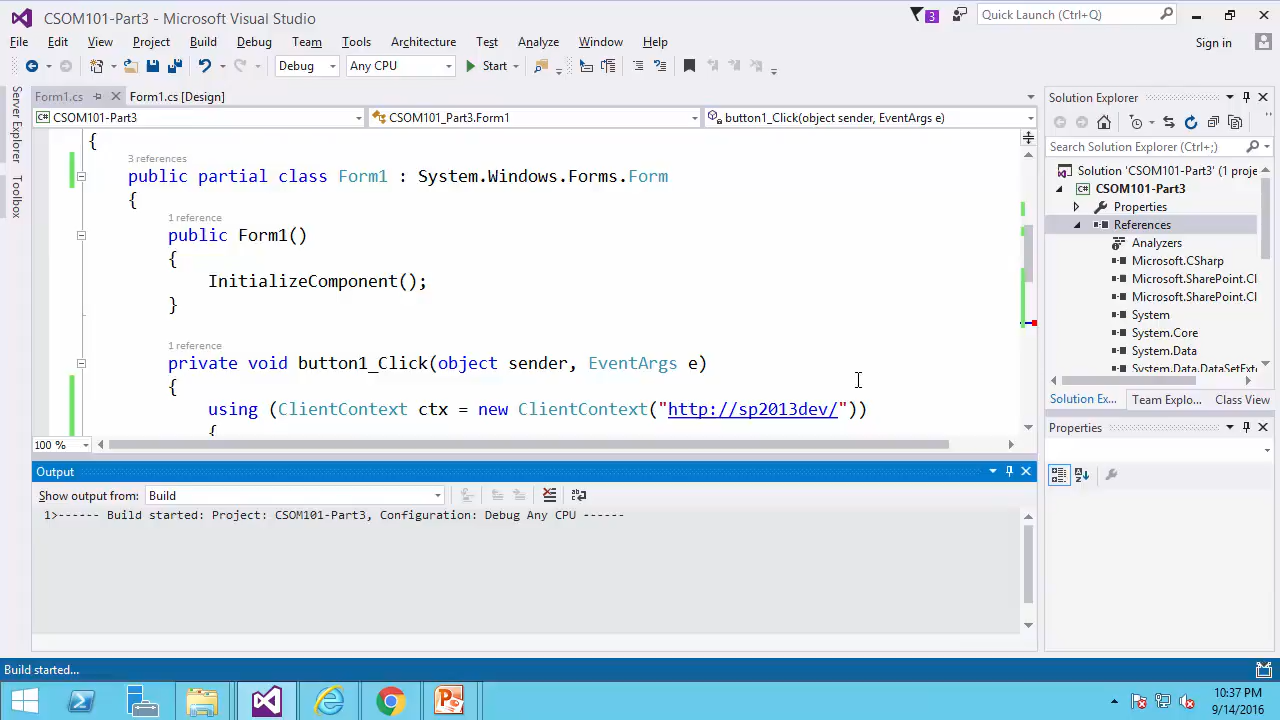 CSOM101-Part3 - Microsoft Visual Studio
3
Quick Launch (Ctrl+Q)
File Edit View Project Build Debug Team Tools Architecture Test Analyze Window Help
Sign in
Debug Any CPU Start
Server Explorer
Toolbox
Form1.cs Form1.cs [Design]
CSOM101-Part3 CSOM101_Part3.Form1 button1_Click(object sender, EventArgs e)
{
3 references
public partial class Form1 : System.Windows.Forms.Form
{
1 reference
public Form1()
{
InitializeComponent();
}
1 reference
private void button1_Click(object sender, EventArgs e)
{
using (ClientContext ctx = new ClientContext("http://sp2013dev/"))
{
100 %
Solution Explorer
Search Solution Explorer (Ctrl+;)
Solution 'CSOM101-Part3' (1 proje
CSOM101-Part3
Properties
References
Analyzers
Microsoft.CSharp
Microsoft.SharePoint.Cl
Microsoft.SharePoint.Cl
System
System.Core
System.Data
System.Data.DataSetExt
Solution Ex... Team Explo... Class View
Properties
Output
Show output from: Build
1>------ Build started: Project: CSOM101-Part3, Configuration: Debug Any CPU ------
Build started...
10:37 PM
9/14/2016